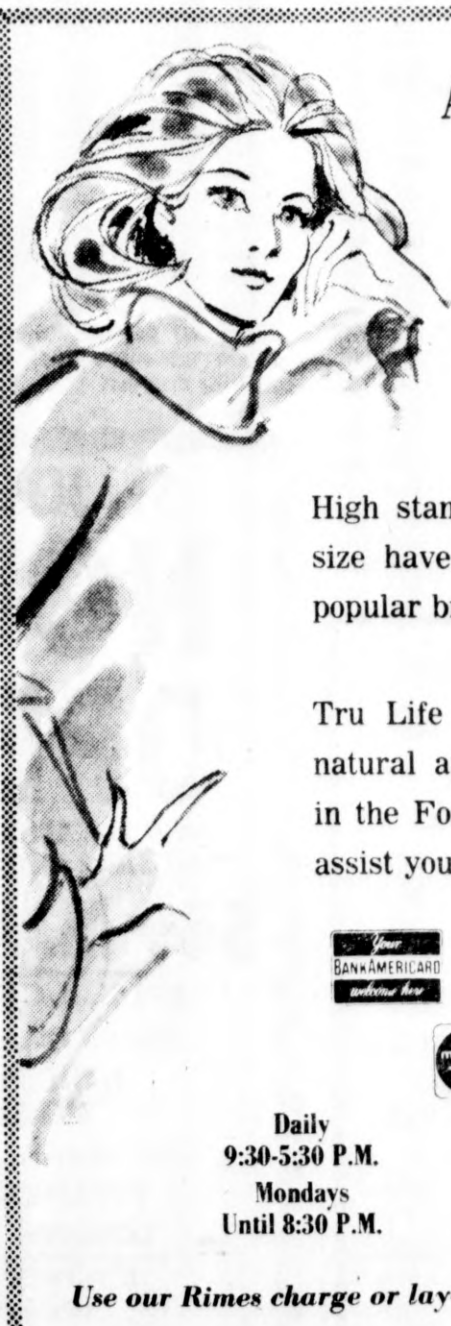 A
High stan
size have
popular b
Tru Life
natural a
in the Fo
assist you
Your
BANKAMERICARD
welcome here
m
Daily
9:30-5:30 P.M.
Mondays
Until 8:30 P.M.
Use our Rimes charge or lay